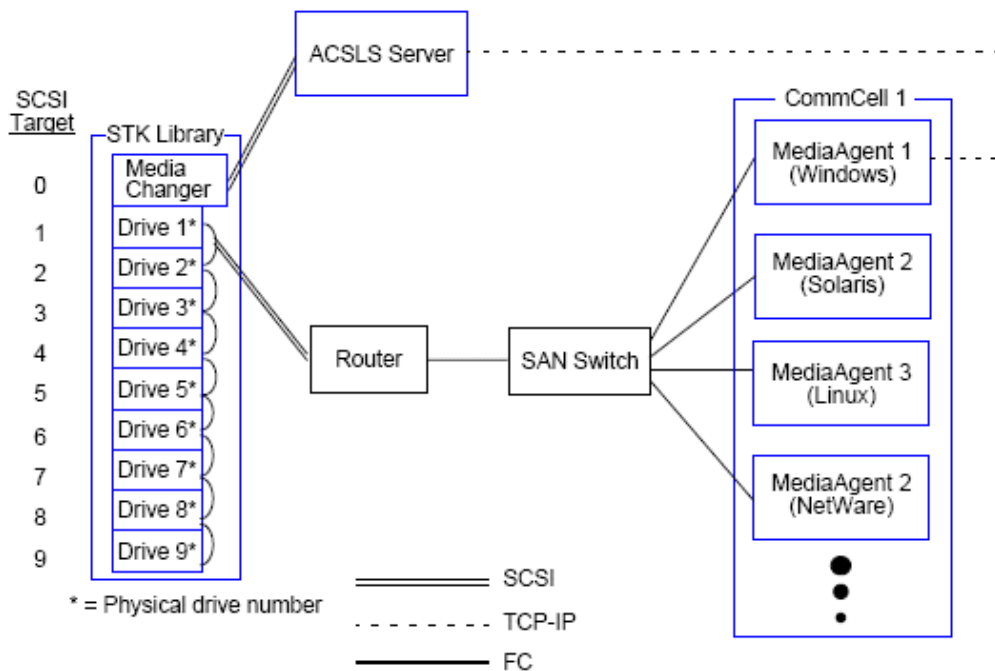 ACSLS Server
SCSI
Target
STK Library
CommCell 1
Media
Changer
MediaAgent 1
(Windows)
0
1
Drive 1*
2
Drive 2*
3
Drive 3*
4
Drive 4*
5
Drive 5*
6
Drive 6*
7
Drive 7*
8
Drive 8*
9
Drive 9*
MediaAgent 2
(Solaris)
Router
SAN Switch
MediaAgent 3
(Linux)
MediaAgent 2
(NetWare)
* = Physical drive number
SCSI
TCP-IP
FC